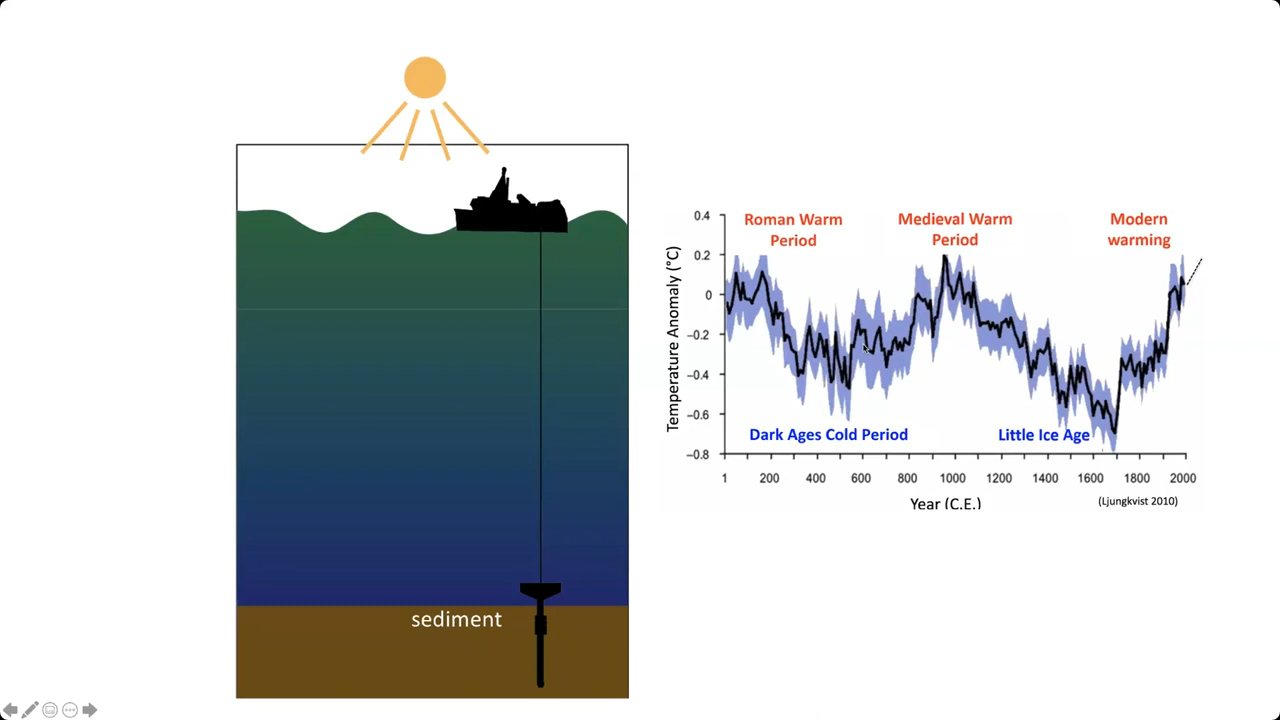 sediment
Roman Warm
Period
Medieval Warm
Period
Modern
warming
Temperature Anomaly (°C)
0.4
0.2
0
−0.2
−0.4
−0.6
−0.8
Dark Ages Cold Period
Little Ice Age
1 200 400 600 800 1000 1200 1400 1600 1800 2000
Year (C.E.)
(Ljungkvist 2010)